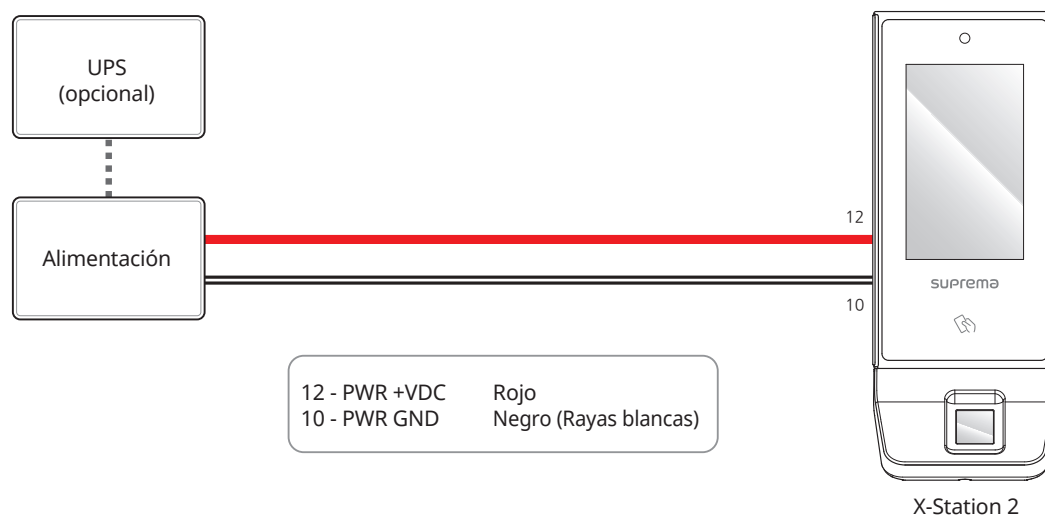 UPS
(opcional)
Alimentación
12
10
suprema
12 - PWR +VDC Rojo
10 - PWR GND Negro (Rayas blancas)
X-Station 2